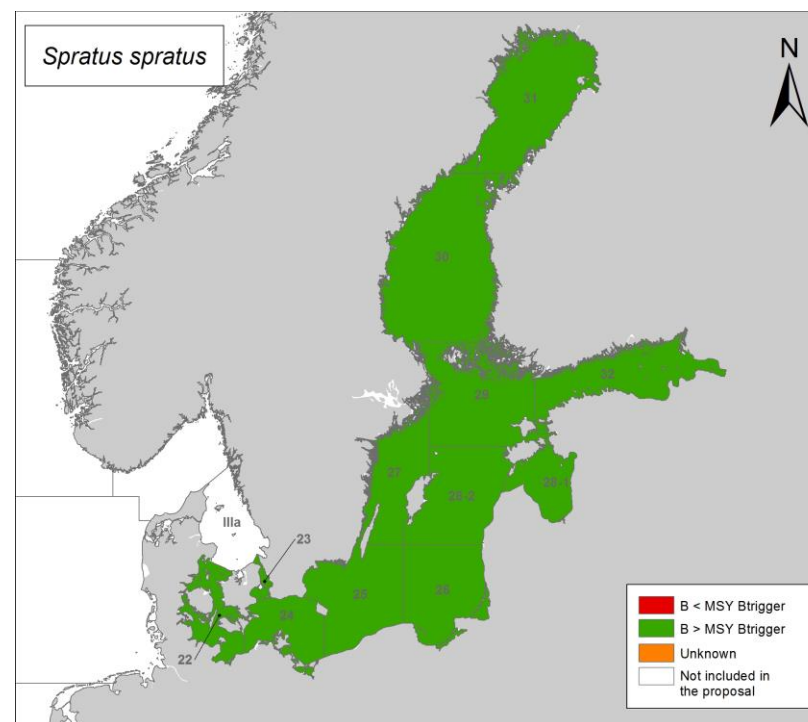 Spratus spratus
N
31
30
32
29
27
28-2
28-1
IIIa
23
25
26
24
22
B < MSY Btrigger
B > MSY Btrigger
Unknown
Not included in
the proposal